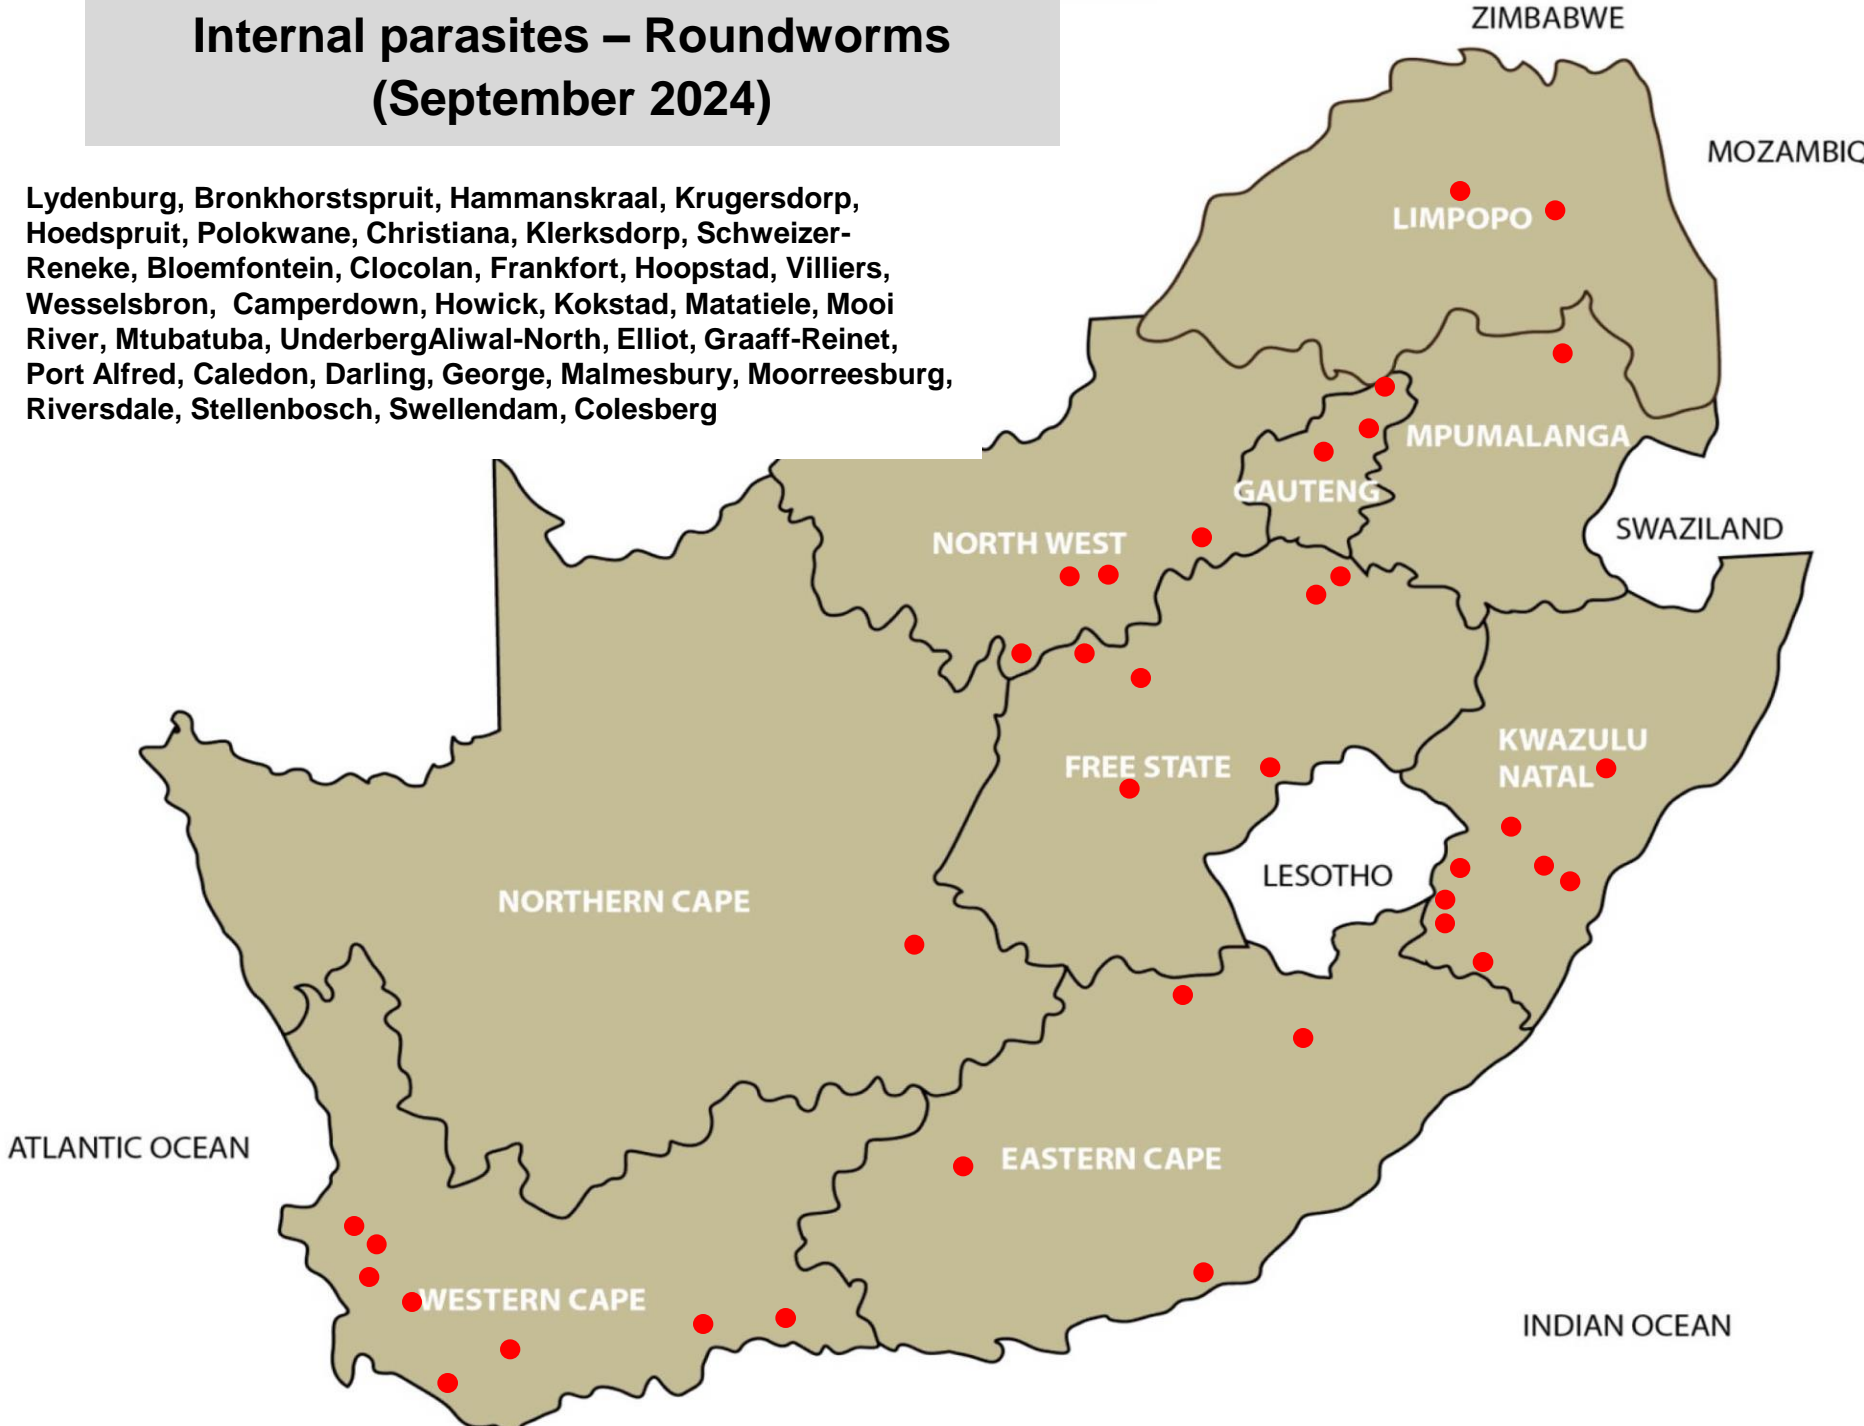 Internal parasites – Roundworms
(September 2024)
Lydenburg, Bronkhorstspruit, Hammanskraal, Krugersdorp,
Hoedspruit, Polokwane, Christiana, Klerksdorp, Schweizer-
Reneke, Bloemfontein, Clocolan, Frankfort, Hoopstad, Villiers,
Wesselsbron, Camperdown, Howick, Kokstad, Matatiele, Mooi
River, Mtubatuba, UnderbergAliwal-North, Elliot, Graaff-Reinet,
Port Alfred, Caledon, Darling, George, Malmesbury, Moorreesburg,
Riversdale, Stellenbosch, Swellendam, Colesberg
ZIMBABWE
MOZAMBIQ
LIMPOPO
MPUMALANGA
GAUTENG
SWAZILAND
NORTH WEST
KWAZULU
NATAL
FREE STATE
LESOTHO
NORTHERN CAPE
ATLANTIC OCEAN
EASTERN CAPE
WESTERN CAPE
INDIAN OCEAN